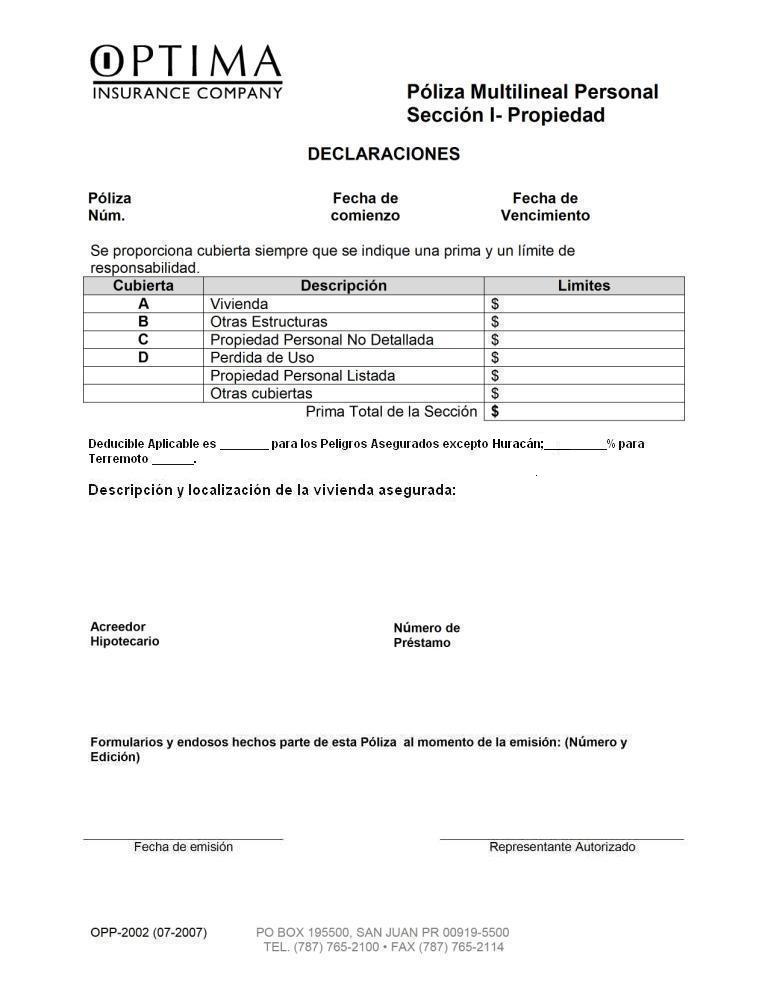 OPTIMA
INSURANCE COMPANY
Póliza Multilineal Personal
Sección I- Propiedad
DECLARACIONES
Póliza Núm.
Fecha de comienzo
Fecha de Vencimiento
Se proporciona cubierta siempre que se indique una prima y un límite de
responsabilidad.
Cubierta Descripción Limites
A Vivienda $
B Otras Estructuras $
C Propiedad Personal No Detallada $
D Perdida de Uso $
Propiedad Personal Listada $
Otras cubiertas $
Prima Total de la Sección $
Deducible Aplicable es _______ para los Peligros Asegurados excepto Huracán;_________% para
Terremoto ______.
Descripción y localización de la vivienda asegurada:
Acreedor
Hipotecario
Número de
Préstamo
Formularios y endosos hechos parte de esta Póliza al momento de la emisión: (Número y
Edición)
Fecha de emisión
Representante Autorizado
OPP-2002 (07-2007)
PO BOX 195500, SAN JUAN PR 00919-5500
TEL. (787) 765-2100 • FAX (787) 765-2114